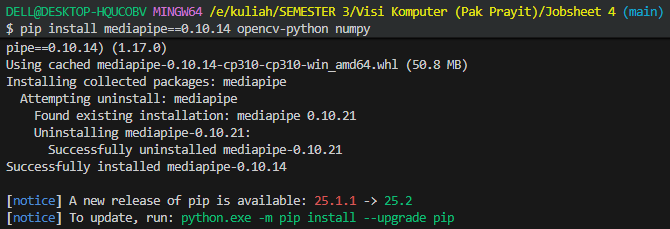 DELL@DESKTOP-HQUCOBV MINGW64 /e/kuliah/SEMESTER 3/Visi Komputer (Pak Prayit)/Jobsheet 4 (main)
$ pip install mediapipe==0.10.14 opencv-python numpy
pipe==0.10.14) (1.17.0)
Using cached mediapipe-0.10.14-cp310-cp310-win_amd64.whl (50.8 MB)
Installing collected packages: mediapipe
  Attempting uninstall: mediapipe
    Found existing installation: mediapipe 0.10.21
    Uninstalling mediapipe-0.10.21:
      Successfully uninstalled mediapipe-0.10.21
Successfully installed mediapipe-0.10.14
[notice] A new release of pip is available: 25.1.1 -> 25.2
[notice] To update, run: python.exe -m pip install --upgrade pip